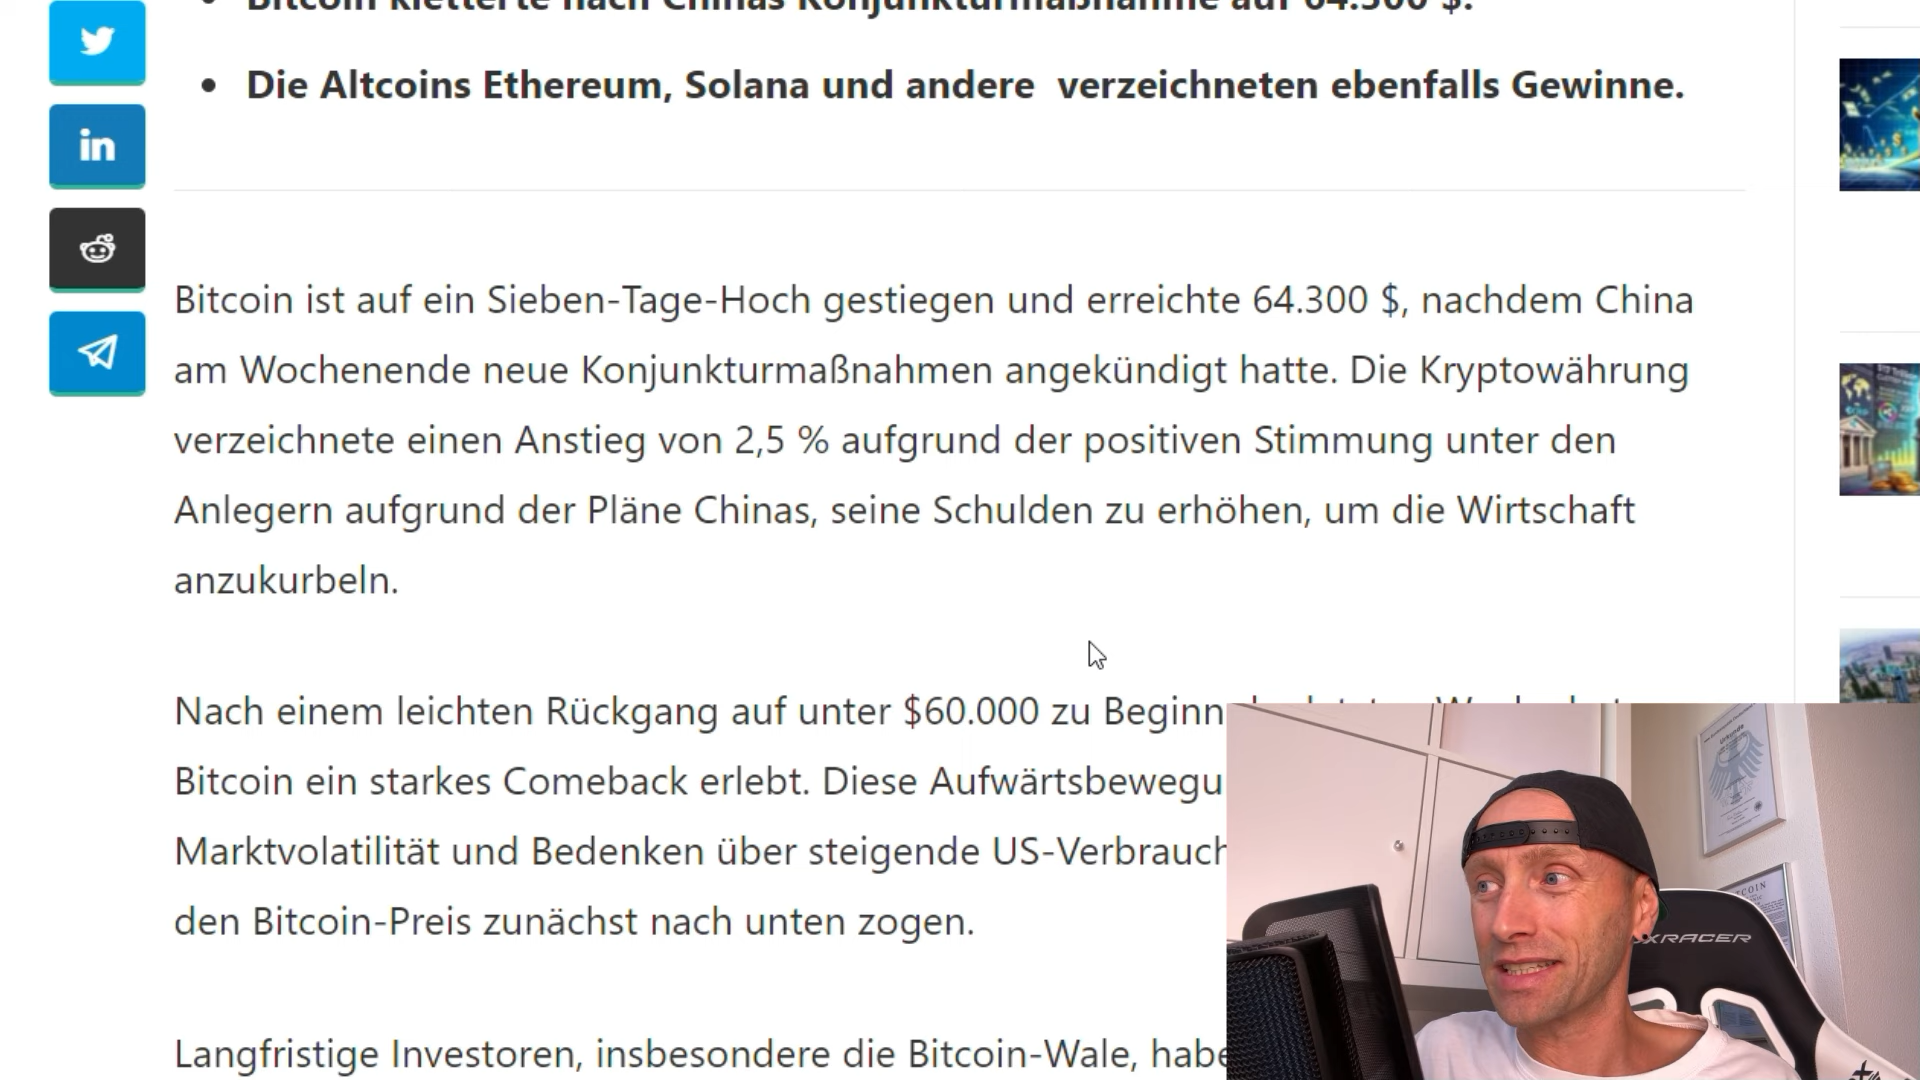 Bitcoin kletterte nach Chinas Konjunkturmaßnahme auf 64.300 $.
Die Altcoins Ethereum, Solana und andere verzeichneten ebenfalls Gewinne.
in
Bitcoin ist auf ein Sieben-Tage-Hoch gestiegen und erreichte 64.300 $, nachdem China
am Wochenende neue Konjunkturmaßnahmen angekündigt hatte. Die Kryptowährung
verzeichnete einen Anstieg von 2,5 % aufgrund der positiven Stimmung unter den
Anlegern aufgrund der Pläne Chinas, seine Schulden zu erhöhen, um die Wirtschaft
anzukurbeln.
Nach einem leichten Rückgang auf unter $60.000 zu Beginn
Bitcoin ein starkes Comeback erlebt. Diese Aufwärtsbewegu
Marktvolatilität und Bedenken über steigende US-Verbrauch
den Bitcoin-Preis zunächst nach unten zogen.
Langfristige Investoren, insbesondere die Bitcoin-Wale, habe
Urkunde
COIN
XRACER